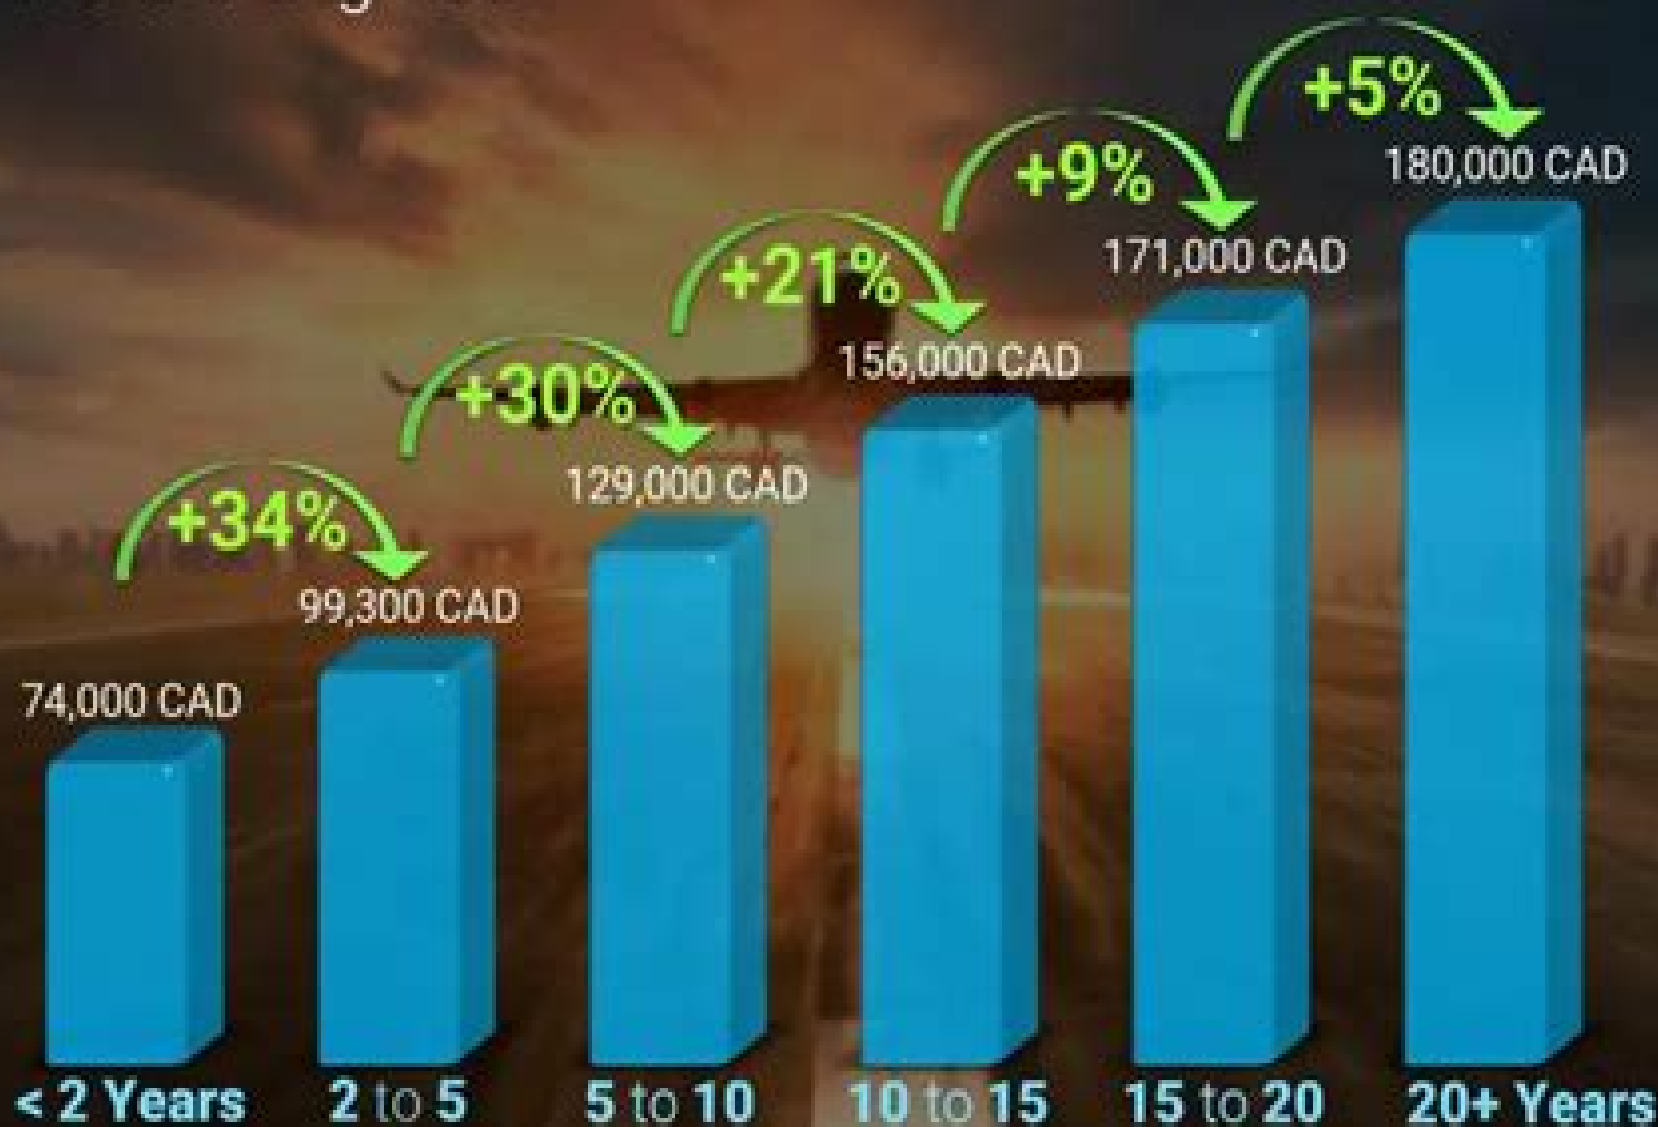 +5%
180,000 CAD
+9%
171,000 CAD
+21%
156,000 CAD
+30%
129,000 CAD
+34%
99,300 CAD
74,000 CAD
< 2 Years 2 to 5 5 to 10 10 to 15 15 to 20 20+ Years